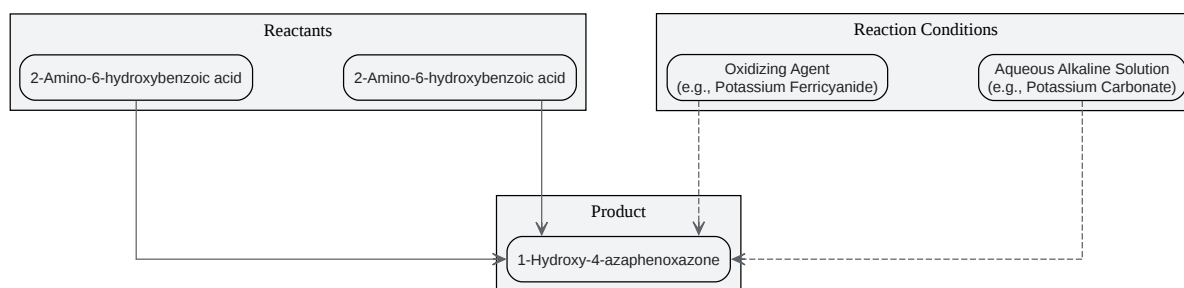 Reactants
2-Amino-6-hydroxybenzoic acid
2-Amino-6-hydroxybenzoic acid
Reaction Conditions
Oxidizing Agent
(e.g., Potassium Ferricyanide)
Aqueous Alkaline Solution
(e.g., Potassium Carbonate)
Product
1-Hydroxy-4-azaphenoxazone